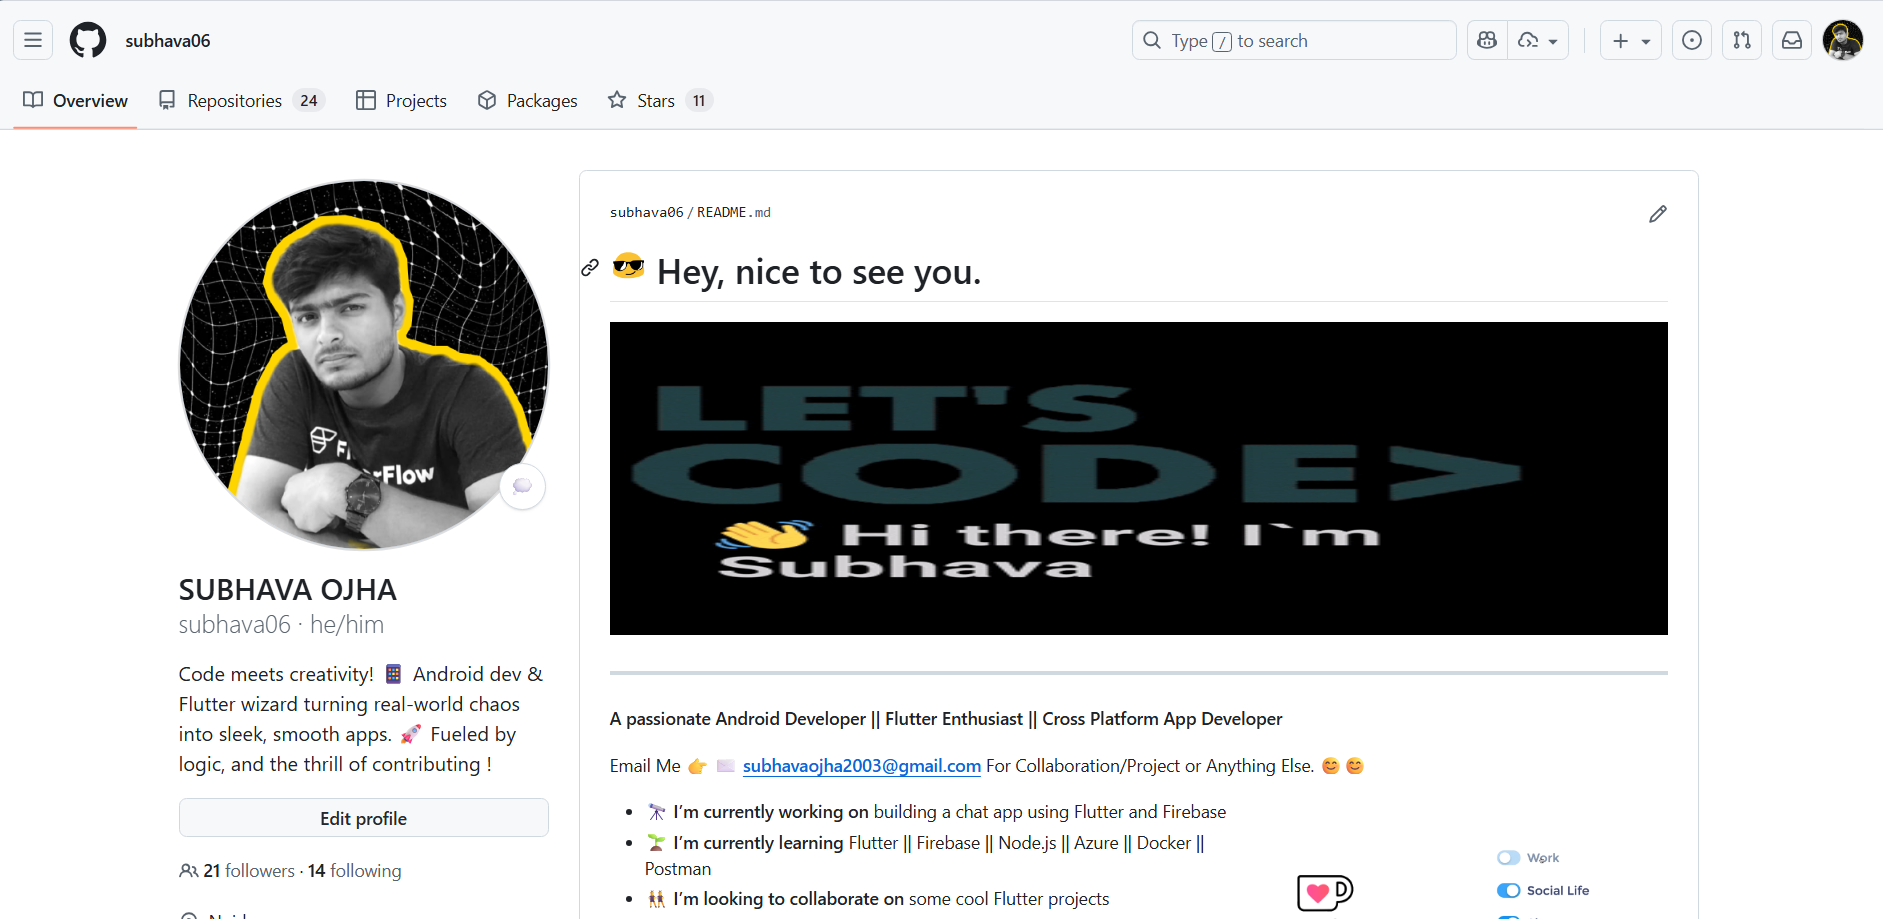 subhava06
Type / to search
Overview
Repositories 24
Projects
Packages
Stars 11
SUBHAVA OJHA
subhava06 · he/him
Code meets creativity! 📱 Android dev &
Flutter wizard turning real-world chaos
into sleek, smooth apps. 🚀 Fueled by
logic, and the thrill of contributing !
Edit profile
21 followers · 14 following
subhava06/README.md
😎 Hey, nice to see you.
LET'S
CODE>
👋 Hi there! I`m
Subhava
A passionate Android Developer || Flutter Enthusiast || Cross Platform App Developer
Email Me 👉 ✉️ subhavaojha2003@gmail.com For Collaboration/Project or Anything Else. 😊 😊
• 🔭 I’m currently working on building a chat app using Flutter and Firebase
• 🌱 I’m currently learning Flutter || Firebase || Node.js || Azure || Docker ||
Postman
• 👯 I’m looking to collaborate on some cool Flutter projects
Work
Social Life